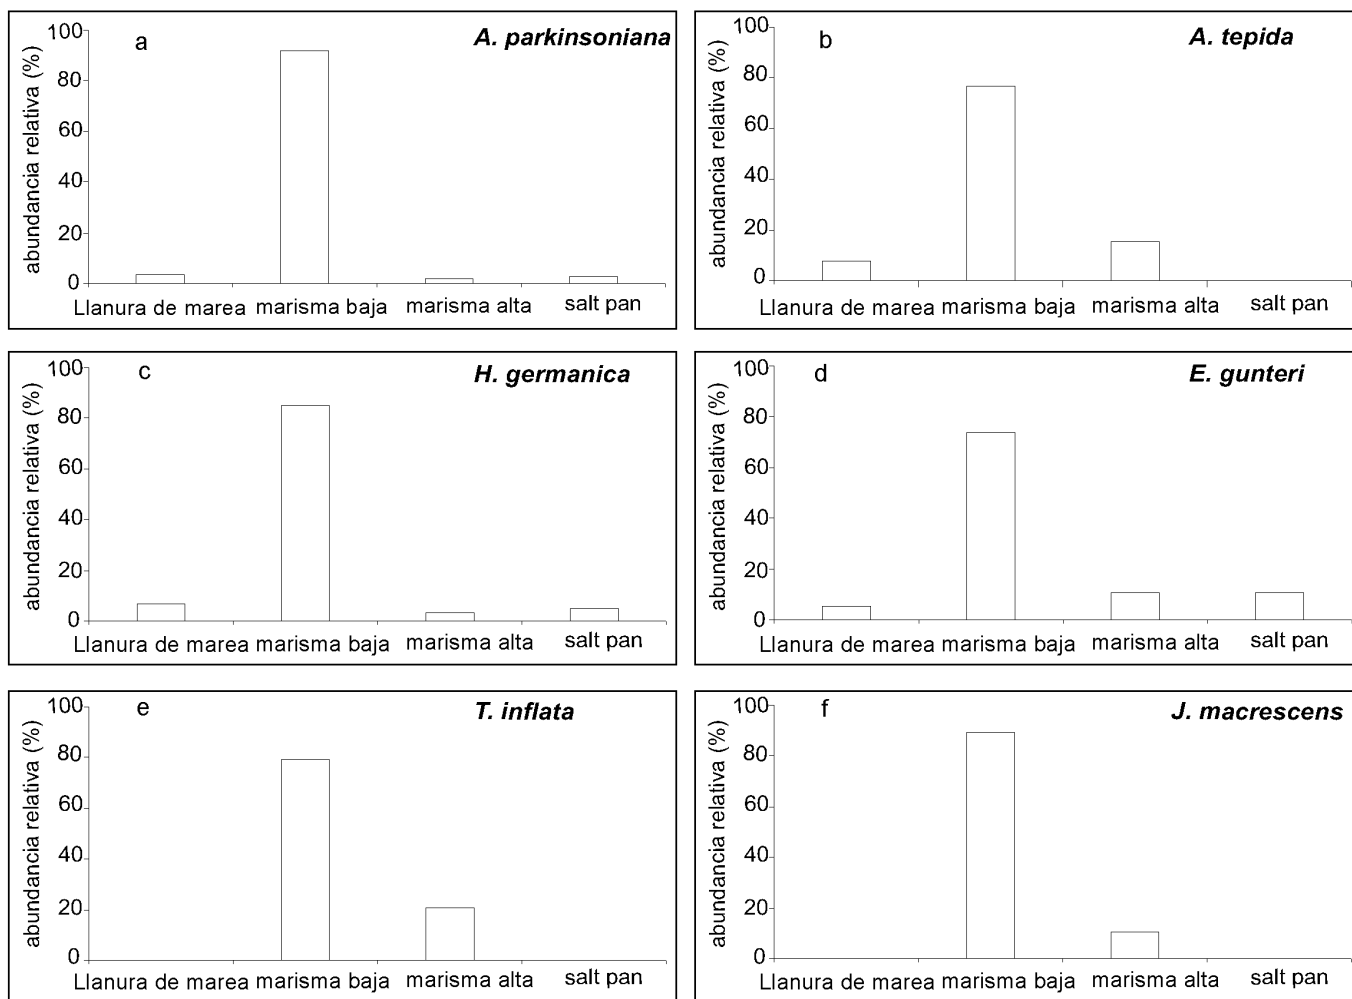 a
A. parkinsoniana
abundancia relativa (%)
100
80
60
40
20
0
Llanura de marea
marisma baja
marisma alta
salt pan
b
A. tepida
abundancia relativa (%)
100
80
60
40
20
0
Llanura de marea
marisma baja
marisma alta
salt pan
c
H. germanica
abundancia relativa (%)
100
80
60
40
20
0
Llanura de marea
marisma baja
marisma alta
salt pan
d
E. gunteri
abundancia relativa (%)
100
80
60
40
20
0
Llanura de marea
marisma baja
marisma alta
salt pan
e
T. inflata
abundancia relativa (%)
100
80
60
40
20
0
Llanura de marea
marisma baja
marisma alta
salt pan
f
J. macrescens
abundancia relativa (%)
100
80
60
40
20
0
Llanura de marea
marisma baja
marisma alta
salt pan